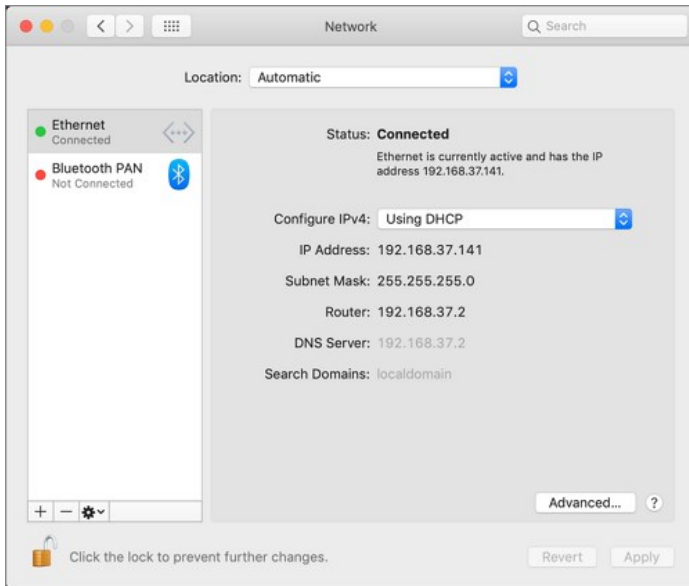 Network
Search
Location: Automatic
Ethernet
Connected
Bluetooth PAN
Not Connected
Status: Connected
Ethernet is currently active and has the IP
address 192.168.37.141.
Configure IPv4: Using DHCP
IP Address: 192.168.37.141
Subnet Mask: 255.255.255.0
Router: 192.168.37.2
DNS Server: 192.168.37.2
Search Domains: localdomain
Advanced... ?
Click the lock to prevent further changes.
Revert Apply